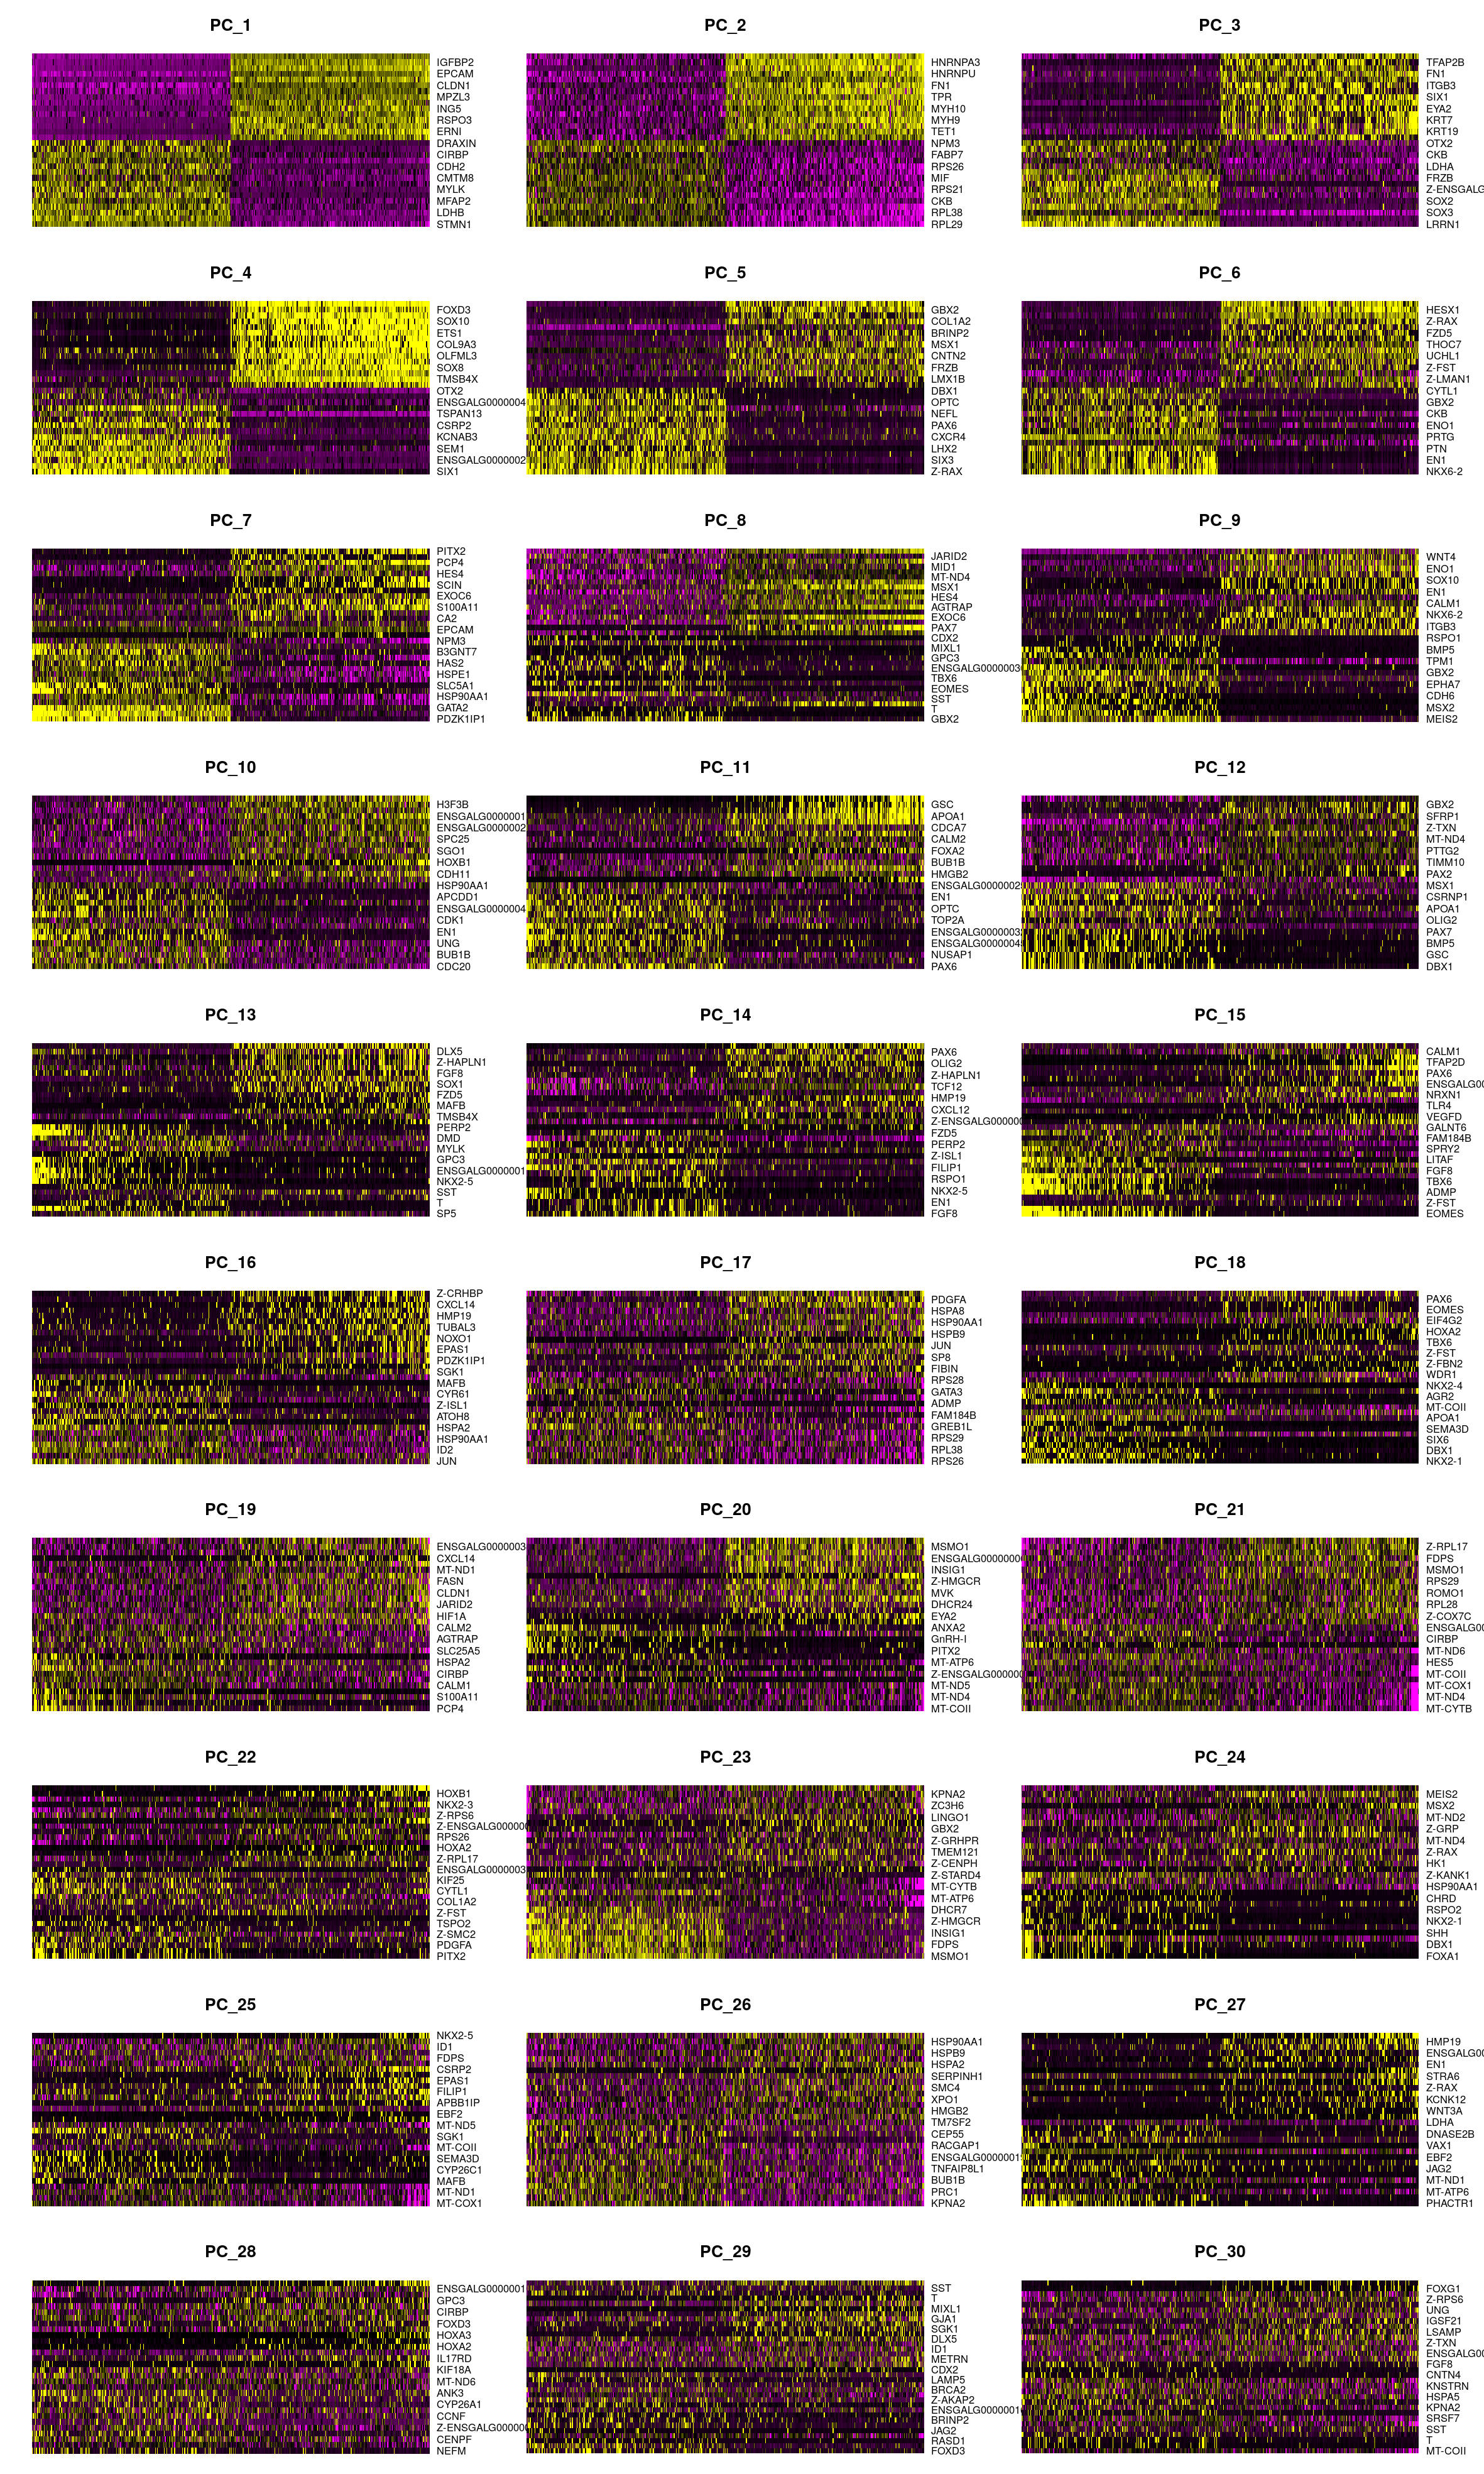 PC_1
IGFBP2
EPCAM
CLDN1
MPZL3
ING5
RSPO3
ERNI
DRAXIN
CIRBP
CDH2
CMTM8
MYLK
MFAP2
LDHB
STMN1
PC_2
HNRNPA3
HNRNPU
FN1
TPR
MYH10
MYH9
TET1
NPM3
FABP7
RPS26
MIF
RPS21
CKB
RPL38
RPL29
PC_3
TFAP2B
FN1
ITGB3
SIX1
EYA2
KRT7
KRT19
OTX2
CKB
LDHA
FRZB
Z-ENSGALG
SOX2
SOX3
LRRN1
PC_4
FOXD3
SOX10
ETS1
COL9A3
OLFML3
SOX8
TMSB4X
OTX2
ENSGALG0000004
TSPAN13
CSRP2
KCNAB3
SEM1
ENSGALG0000002
SIX1
PC_5
GBX2
COL1A2
BRINP2
MSX1
CNTN2
FRZB
LMX1B
DBX1
OPTC
NEFL
PAX6
CXCR4
LHX2
SIX3
Z-RAX
PC_6
HESX1
Z-RAX
FZD5
THOC7
UCHL1
Z-FST
Z-LMAN1
CYTL1
GBX2
CKB
ENO1
PRTG
PTN
EN1
NKX6-2
PC_7
PITX2
PCP4
HES4
SCIN
EXOC6
S100A11
CA2
EPCAM
NPM3
B3GNT7
HAS2
HSPE1
SLC5A1
HSP90AA1
GATA2
PDZK1IP1
PC_8
JARID2
MID1
MT-ND4
MSX1
HES4
AGTRAP
EXOC6
PAX7
CDX2
MIXL1
GPC3
ENSGALG0000003
TBX6
EOMES
SST
T
GBX2
PC_9
WNT4
ENO1
SOX10
EN1
CALM1
NKX6-2
ITGB3
RSPO1
BMP5
TPM1
GBX2
EPHA7
CDH6
MSX2
MEIS2
PC_10
H3F3B
ENSGALG0000001
ENSGALG0000002
SPC25
SGO1
HOXB1
CDH11
HSP90AA1
APCDD1
ENSGALG0000004
CDK1
EN1
UNG
BUB1B
CDC20
PC_11
GSC
APOA1
CDCA7
CALM2
FOXA2
BUB1B
HMGB2
ENSGALG0000002
EN1
OPTC
TOP2A
ENSGALG0000003
ENSGALG0000004
NUSAP1
PAX6
PC_12
GBX2
SFRP1
Z-TXN
MT-ND4
PTTG2
TIMM10
PAX2
MSX1
CSRNP1
APOA1
OLIG2
PAX7
BMP5
GSC
DBX1
PC_13
DLX5
Z-HAPLN1
FGF8
SOX1
FZD5
MAFB
TMSB4X
PERP2
DMD
MYLK
GPC3
ENSGALG0000001
NKX2-5
SST
T
SP5
PC_14
PAX6
OLIG2
Z-HAPLN1
TCF12
HMP19
CXCL12
Z-ENSGALG000000
FZD5
PERP2
Z-ISL1
FILIP1
RSPO1
NKX2-5
EN1
FGF8
PC_15
CALM1
TFAP2D
PAX6
ENSGALG00
NRXN1
TLR4
VEGFD
GALNT6
FAM184B
SPRY2
LITAF
FGF8
TBX6
ADMP
Z-FST
EOMES
PC_16
Z-CRHBP
CXCL14
HMP19
TUBAL3
NOXO1
EPAS1
PDZK1IP1
SGK1
MAFB
CYR61
Z-ISL1
ATOH8
HSPA2
HSP90AA1
ID2
JUN
PC_17
PDGFA
HSPA8
HSP90AA1
HSPB9
JUN
SP8
FIBIN
RPS28
GATA3
ADMP
FAM184B
GREB1L
RPS29
RPL38
RPS26
PC_18
PAX6
EOMES
EIF4G2
HOXA2
TBX6
Z-FST
Z-FBN2
WDR1
NKX2-4
AGR2
MT-COII
APOA1
SEMA3D
SIX6
DBX1
NKX2-1
PC_19
ENSGALG0000003
CXCL14
MT-ND1
FASN
CLDN1
JARID2
HIF1A
CALM2
AGTRAP
SLC25A5
HSPA2
CIRBP
CALM1
S100A11
PCP4
PC_20
MSMO1
ENSGALG0000000
INSIG1
Z-HMGCR
MVK
DHCR24
EYA2
ANXA2
GnRH-I
PITX2
MT-ATP6
Z-ENSGALG000000
MT-ND5
MT-ND4
MT-COII
PC_21
Z-RPL17
FDPS
MSMO1
RPS29
ROMO1
RPL28
Z-COX7C
ENSGALG00
CIRBP
MT-ND6
HES5
MT-COII
MT-COX1
MT-ND4
MT-CYTB
PC_22
HOXB1
NKX2-3
Z-RPS6
Z-ENSGALG000000
RPS26
HOXA2
Z-RPL17
ENSGALG0000003
KIF25
CYTL1
COL1A2
Z-FST
TSPO2
Z-SMC2
PDGFA
PITX2
PC_23
KPNA2
ZC3H6
LINGO1
GBX2
Z-GRHPR
TMEM121
Z-CENPH
Z-STARD4
MT-CYTB
MT-ATP6
DHCR7
Z-HMGCR
INSIG1
FDPS
MSMO1
PC_24
MEIS2
MSX2
MT-ND2
Z-GRP
MT-ND4
Z-RAX
HK1
Z-KANK1
HSP90AA1
CHRD
RSPO2
NKX2-1
SHH
DBX1
FOXA1
PC_25
NKX2-5
ID1
FDPS
CSRP2
EPAS1
FILIP1
APBB1IP
EBF2
MT-ND5
SGK1
MT-COII
SEMA3D
CYP26C1
MAFB
MT-ND1
MT-COX1
PC_26
HSP90AA1
HSPB9
HSPA2
SERPINH1
SMC4
XPO1
HMGB2
TM7SF2
CEP55
RACGAP1
ENSGALG0000001
TNFAIP8L1
BUB1B
PRC1
KPNA2
PC_27
HMP19
ENSGALG00
EN1
STRA6
Z-RAX
KCNK12
WNT3A
LDHA
DNASE2B
VAX1
EBF2
JAG2
MT-ND1
MT-ATP6
PHACTR1
PC_28
ENSGALG0000001
GPC3
CIRBP
FOXD3
HOXA3
HOXA2
IL17RD
KIF18A
MT-ND6
ANK3
CYP26A1
CCNF
Z-ENSGALG000000
CENPF
NEFM
PC_29
SST
T
MIXL1
GJA1
SGK1
DLX5
ID1
METRN
CDX2
LAMP5
BRCA2
Z-AKAP2
ENSGALG0000001
BRINP2
JAG2
RASD1
FOXD3
PC_30
FOXG1
Z-RPS6
UNG
IGSF21
LSAMP
Z-TXN
ENSGALG00
FGF8
CNTN4
KNSTRN
HSPA5
KPNA2
SRSF7
SST
T
MT-COII